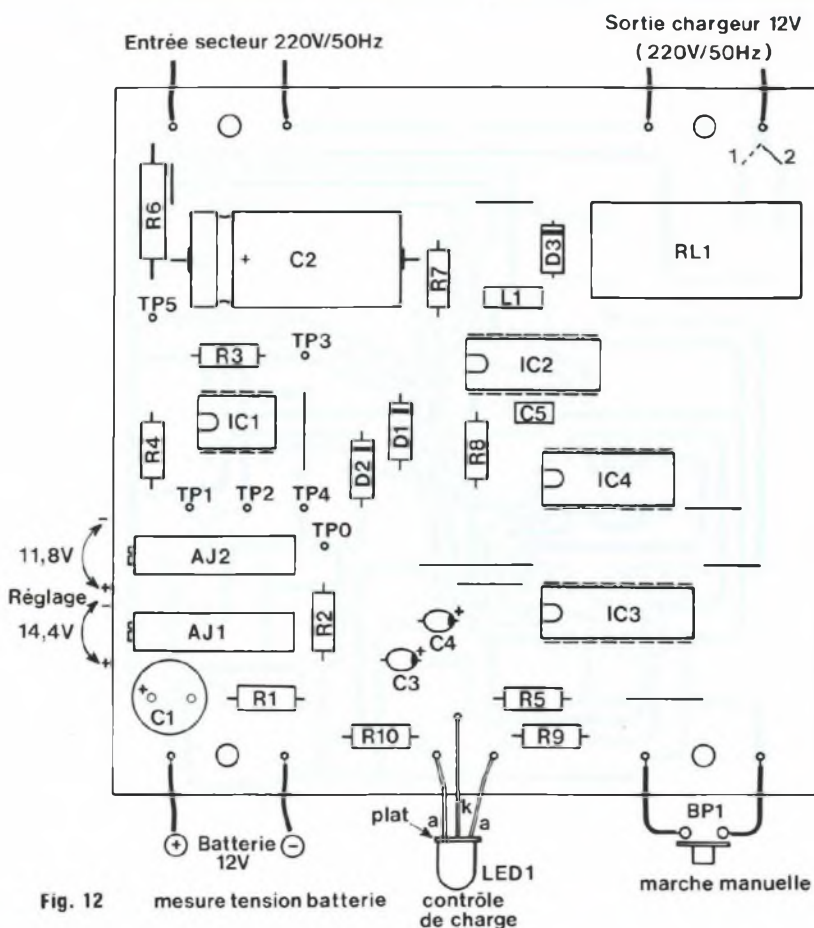 Entrée secteur 220V/50Hz
Sortie chargeur 12V
(220V/50Hz)
1 2
R6
+ C2
R7
D3
RL1
L1
TP5
R3
TP3
IC2
IC1
C5
R4
D1
D2
R8
IC4
TP1 TP2 TP4
TP0
-
11,8V
AJ2
+
Réglage
-
14,4V
AJ1
+
R2
IC3
+
C4
+
C3
+
C1
R1
R5
R10
R9
BP1
plat
a k a
+ Batterie -
12V
LED1
Fig. 12 mesure tension batterie
contrôle
de charge
marche manuelle